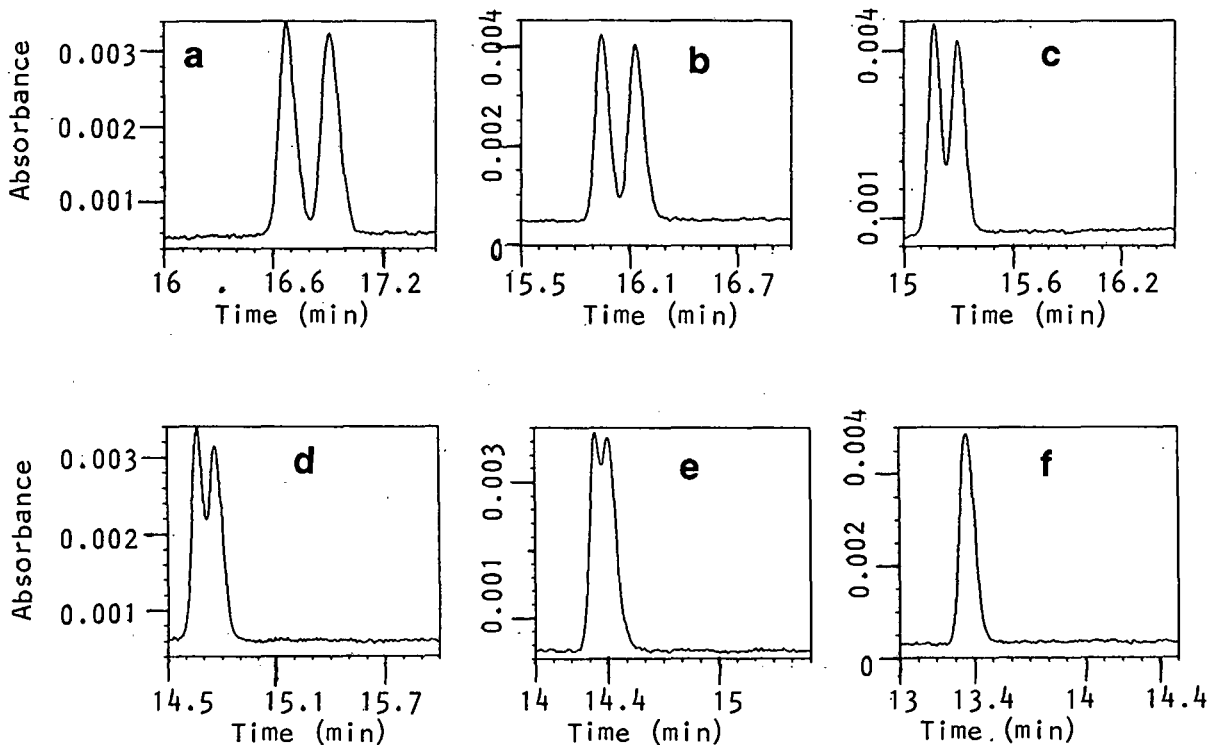 a
Absorbance
0.003
0.002
0.001
16 16.6 17.2
Time (min)
b
0.004
0.002
0
15.5 16.1 16.7
Time (min)
c
0.004
0.001
15 15.6 16.2
Time (min)
d
Absorbance
0.003
0.002
0.001
14.5 15.1 15.7
Time (min)
e
0.003
0.001
14 14.4 15
Time (min)
f
0.004
0.002
0
13 13.4 14 14.4
Time (min)